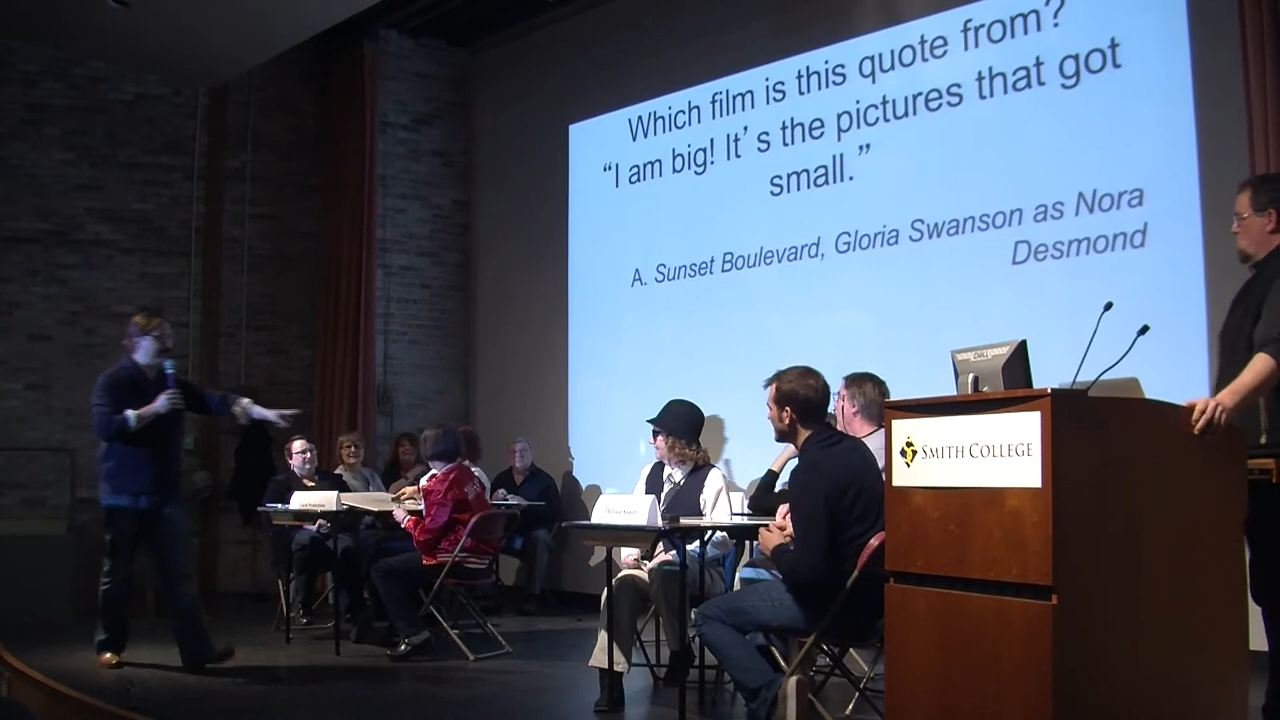 Which film is this quote from?
“I am big! It’s the pictures that got
small.”
A. Sunset Boulevard, Gloria Swanson as Nora
Desmond
SMITH COLLEGE